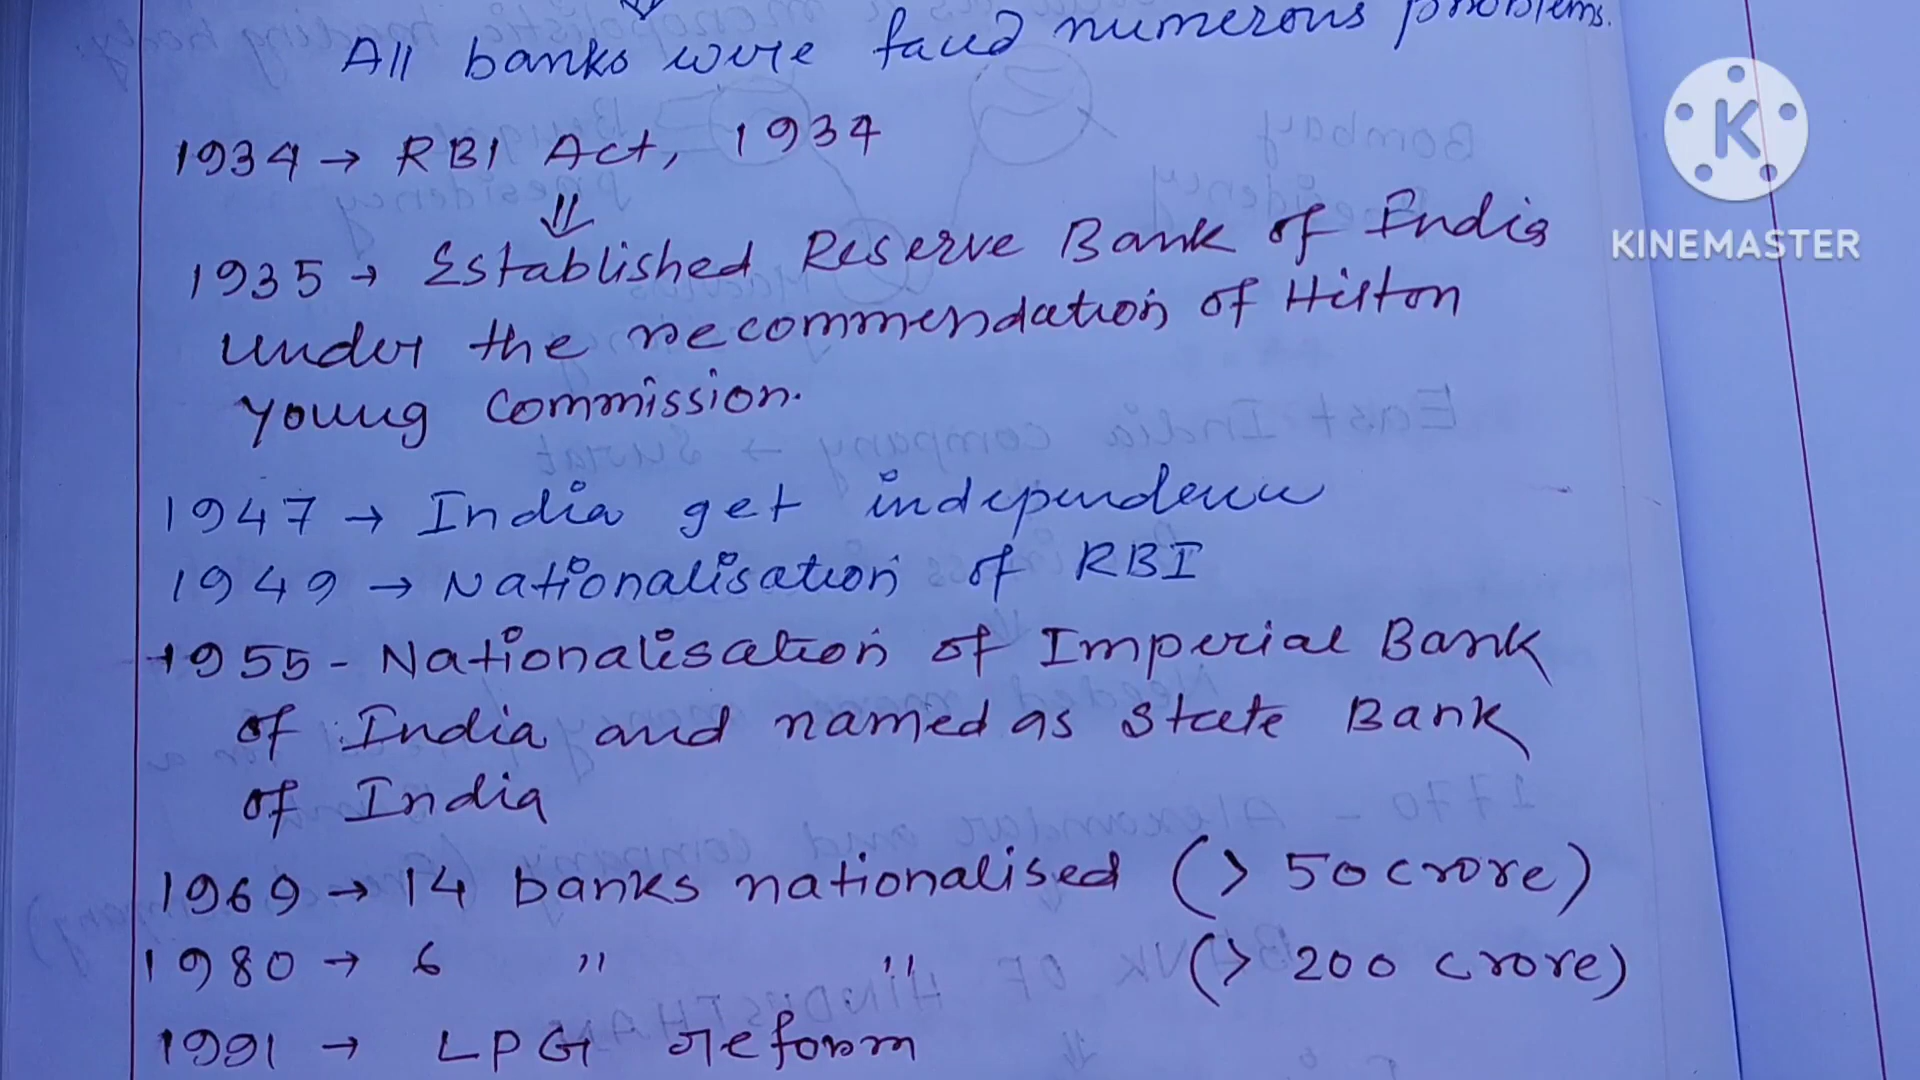 All banks were faced numerous problems.
1934 → RBI Act, 1934
1935 → Established Reserve Bank of India
under the recommendation of Hilton
Young Commission.
1947 → India get independence
1949 → Nationalisation of RBI
1955 - Nationalisation of Imperial Bank
of India and named as State Bank
of India
1969 → 14 banks nationalised (> 50 crore)
1980 → 6 " " (> 200 crore)
1991 → LPG reform
KINEMASTER